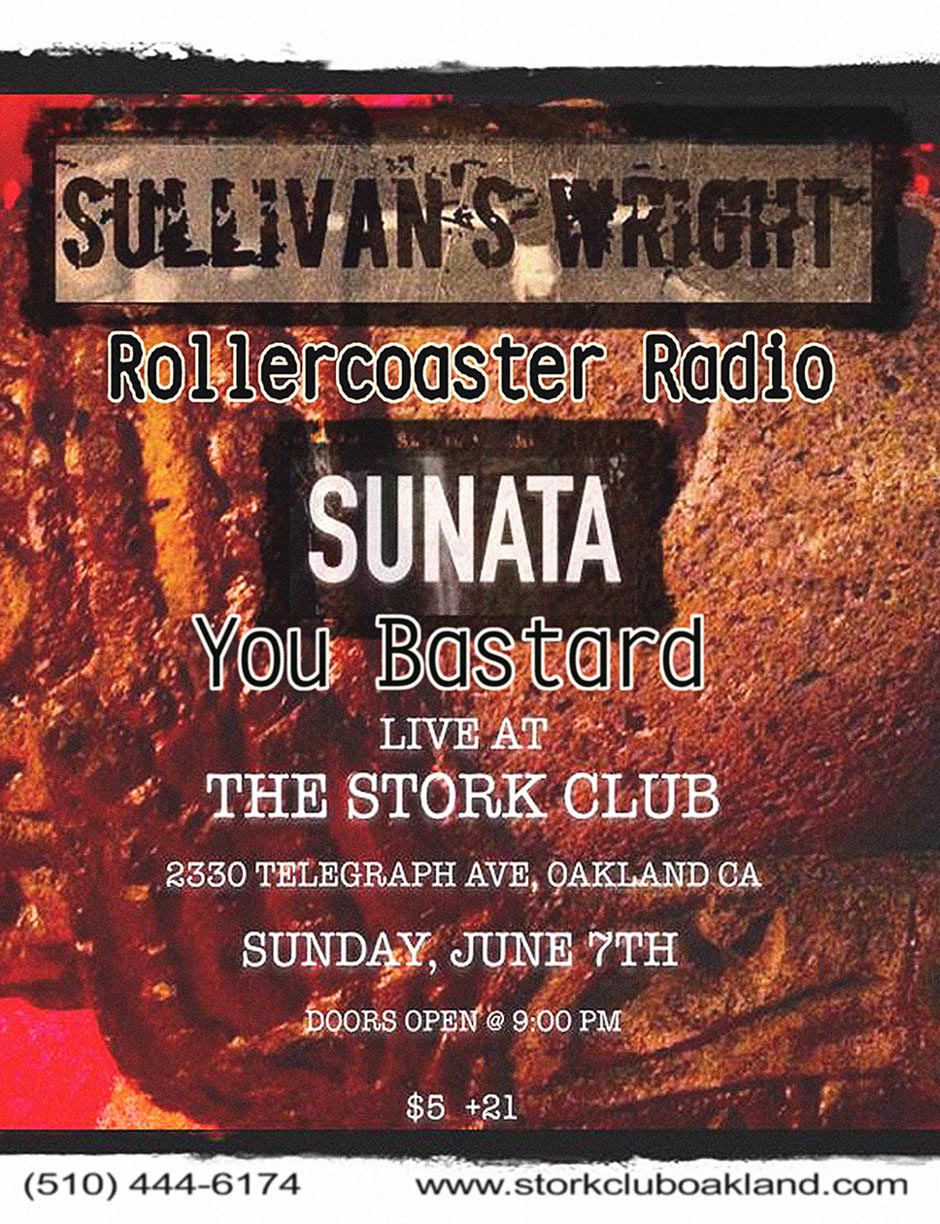 SULLIVAN'S WRIGHT
Rollercoaster Radio
SUNATA
You Bastard
LIVE AT
THE STORK CLUB
2330 TELEGRAPH AVE, OAKLAND CA
SUNDAY, JUNE 7TH
DOORS OPEN @ 9:00 PM
$5 +21
(510) 444-6174 www.storkcluboakland.com